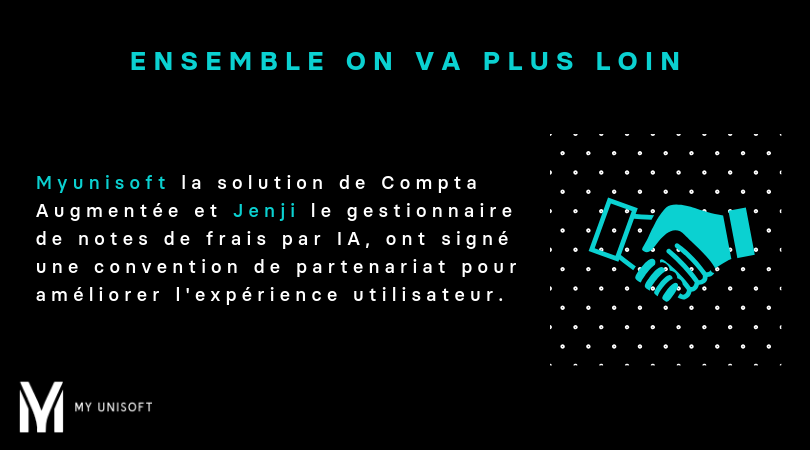 ENSEMBLE ON VA PLUS LOIN
Myunisoft la solution de Compta
Augmentée et Jenji le gestionnaire
de notes de frais par IA, ont signé
une convention de partenariat pour
améliorer l'expérience utilisateur.
MY UNISOFT